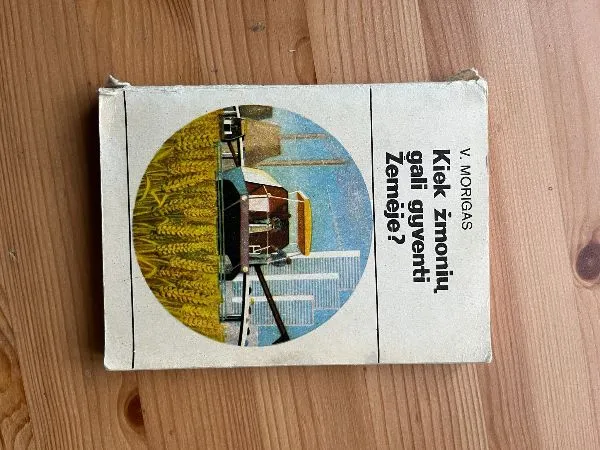 V. MORIGAS
Kiek žmonių
gali gyventi
Žemėje?